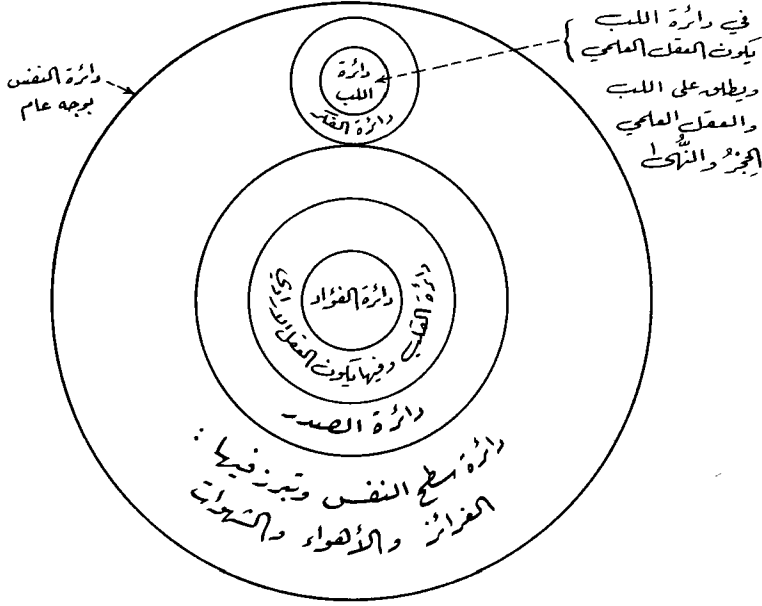 في دائرة اللب
يكون العقل العلمي
ويطلق على اللب
والعقل العلمي
الحِجْرُ والنُّهىٰ
دائرة النفس
بوجه عام
دائرة
اللب
دائرة الفكر
دائرة الفؤاد
دائرة القلب وفيها يكون العقل الإرادي
دائرة الصدر
دائرة سطح النفس وتبرز فيها :
الغرائز والأهواء والشهوات